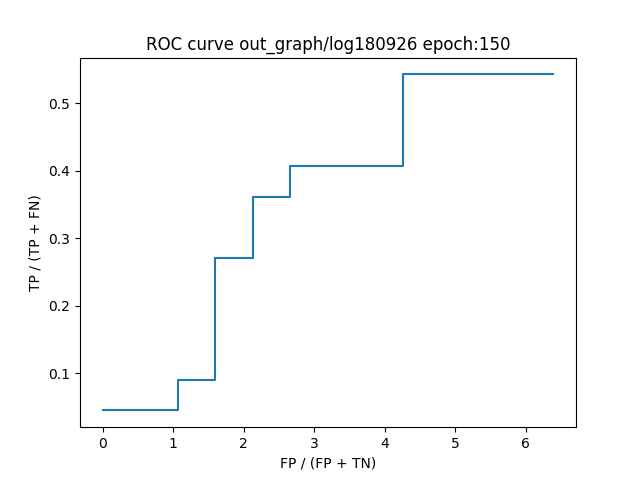 ROC curve out_graph/log180926 epoch:150
0.5
0.4
0.3
0.2
0.1
TP / (TP + FN)
0 1 2 3 4 5 6
FP / (FP + TN)